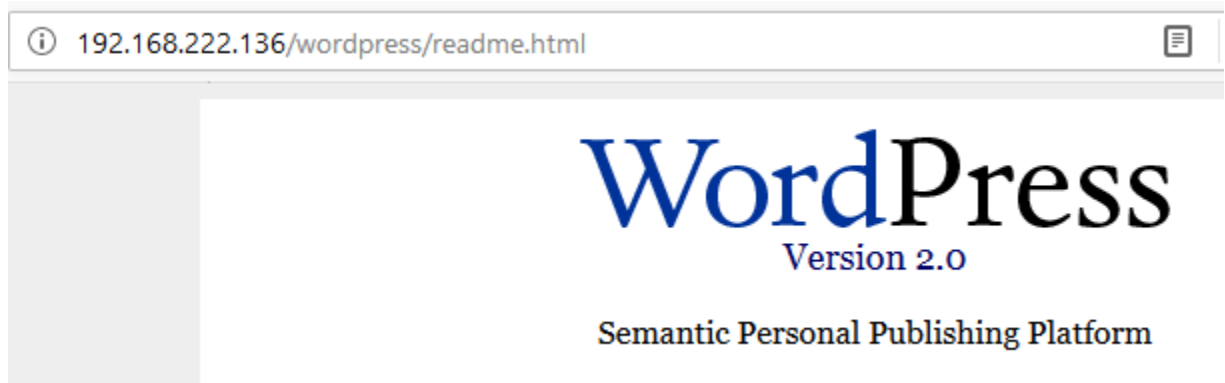 192.168.222.136/wordpress/readme.html
WordPress
Version 2.0
Semantic Personal Publishing Platform